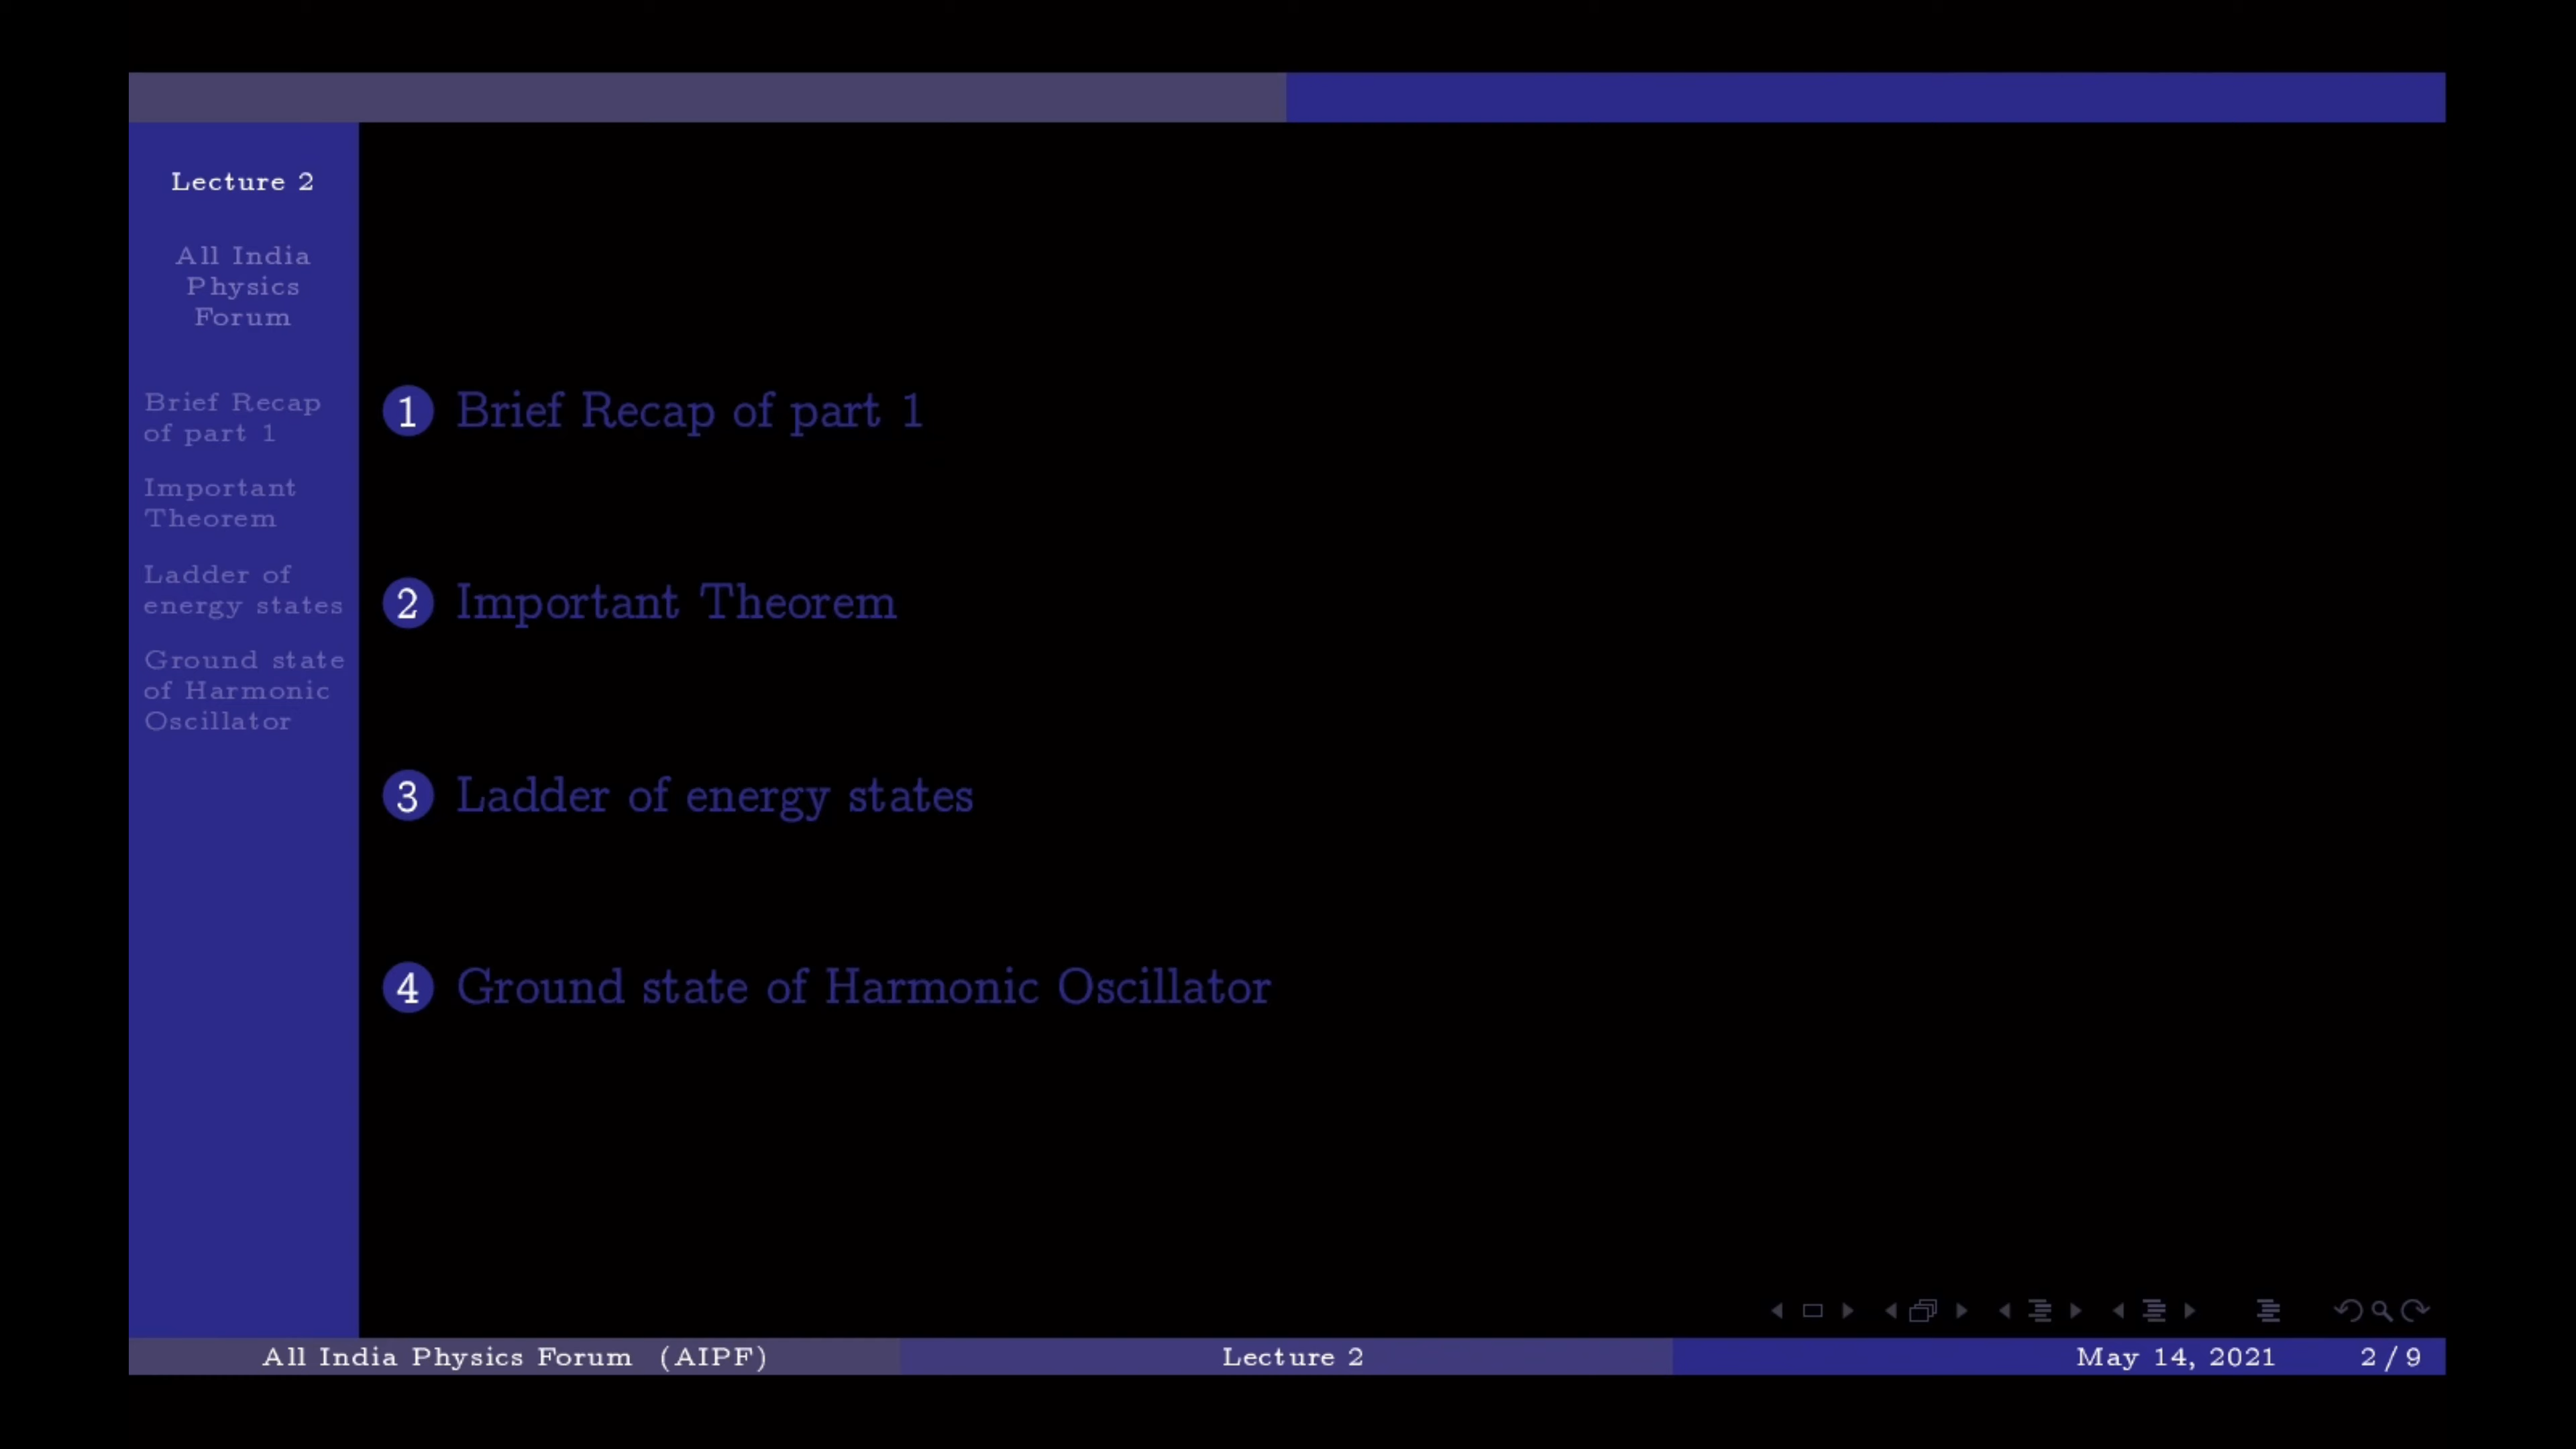 Lecture 2
All India
Physics
Forum
Brief Recap
of part 1
Important
Theorem
Ladder of
energy states
Ground state
of Harmonic
Oscillator
1 Brief Recap of part 1
2 Important Theorem
3 Ladder of energy states
4 Ground state of Harmonic Oscillator
All India Physics Forum (AIPF) Lecture 2 May 14, 2021 2 / 9